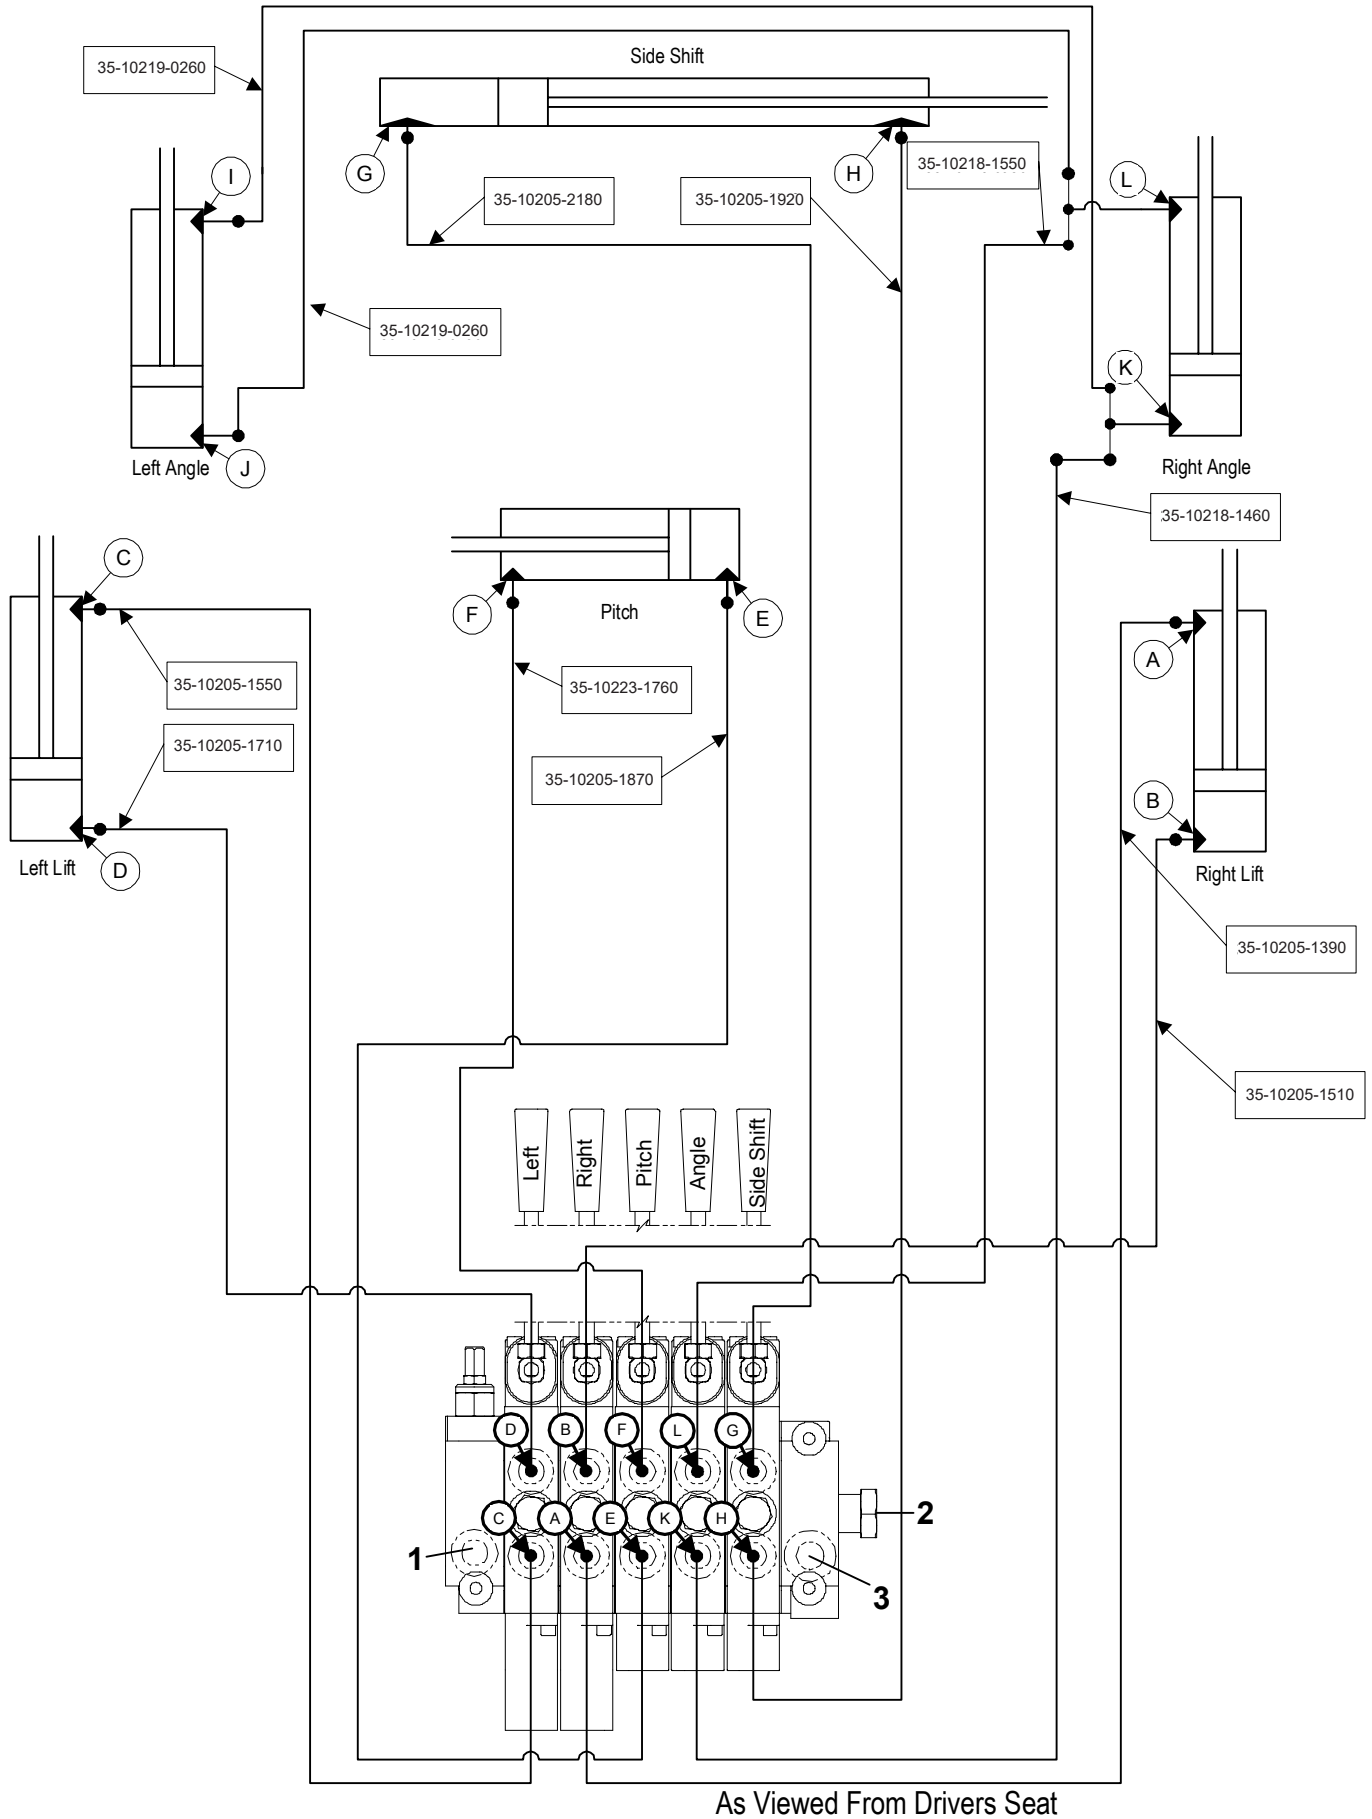 Side Shift
35-10219-0260
G
H
35-10218-1550
I
L
35-10205-2180
35-10205-1920
35-10219-0260
K
Left Angle
J
Right Angle
35-10218-1460
C
F
Pitch
E
A
35-10205-1550
35-10223-1760
35-10205-1710
35-10205-1870
B
Left Lift
D
Right Lift
35-10205-1390
35-10205-1510
Left
Right
Pitch
Angle
Side Shift
D
B
F
L
G
C
A
E
K
H
2
1
3
As Viewed From Drivers Seat